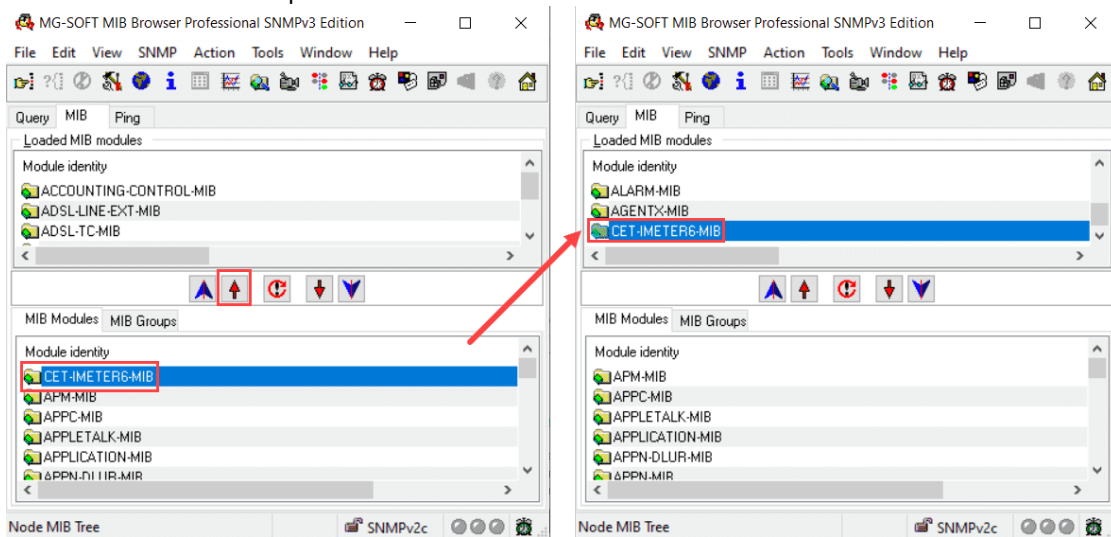 MG-SOFT MIB Browser Professional SNMPv3 Edition
File Edit View SNMP Action Tools Window Help
Query MIB Ping
Loaded MIB modules
Module identity
ACCOUNTING-CONTROL-MIB
ADSL-LINE-EXT-MIB
ADSL-TC-MIB
MIB Modules MIB Groups
Module identity
CET-IMETER6-MIB
APM-MIB
APPC-MIB
APPLETALK-MIB
APPLICATION-MIB
APPN-DLUR-MIB
Node MIB Tree SNMPv2c
MG-SOFT MIB Browser Professional SNMPv3 Edition
File Edit View SNMP Action Tools Window Help
Query MIB Ping
Loaded MIB modules
Module identity
ALARM-MIB
AGENTX-MIB
CET-IMETER6-MIB
MIB Modules MIB Groups
Module identity
APM-MIB
APPC-MIB
APPLETALK-MIB
APPLICATION-MIB
APPN-DLUR-MIB
APPN-MIB
Node MIB Tree SNMPv2c